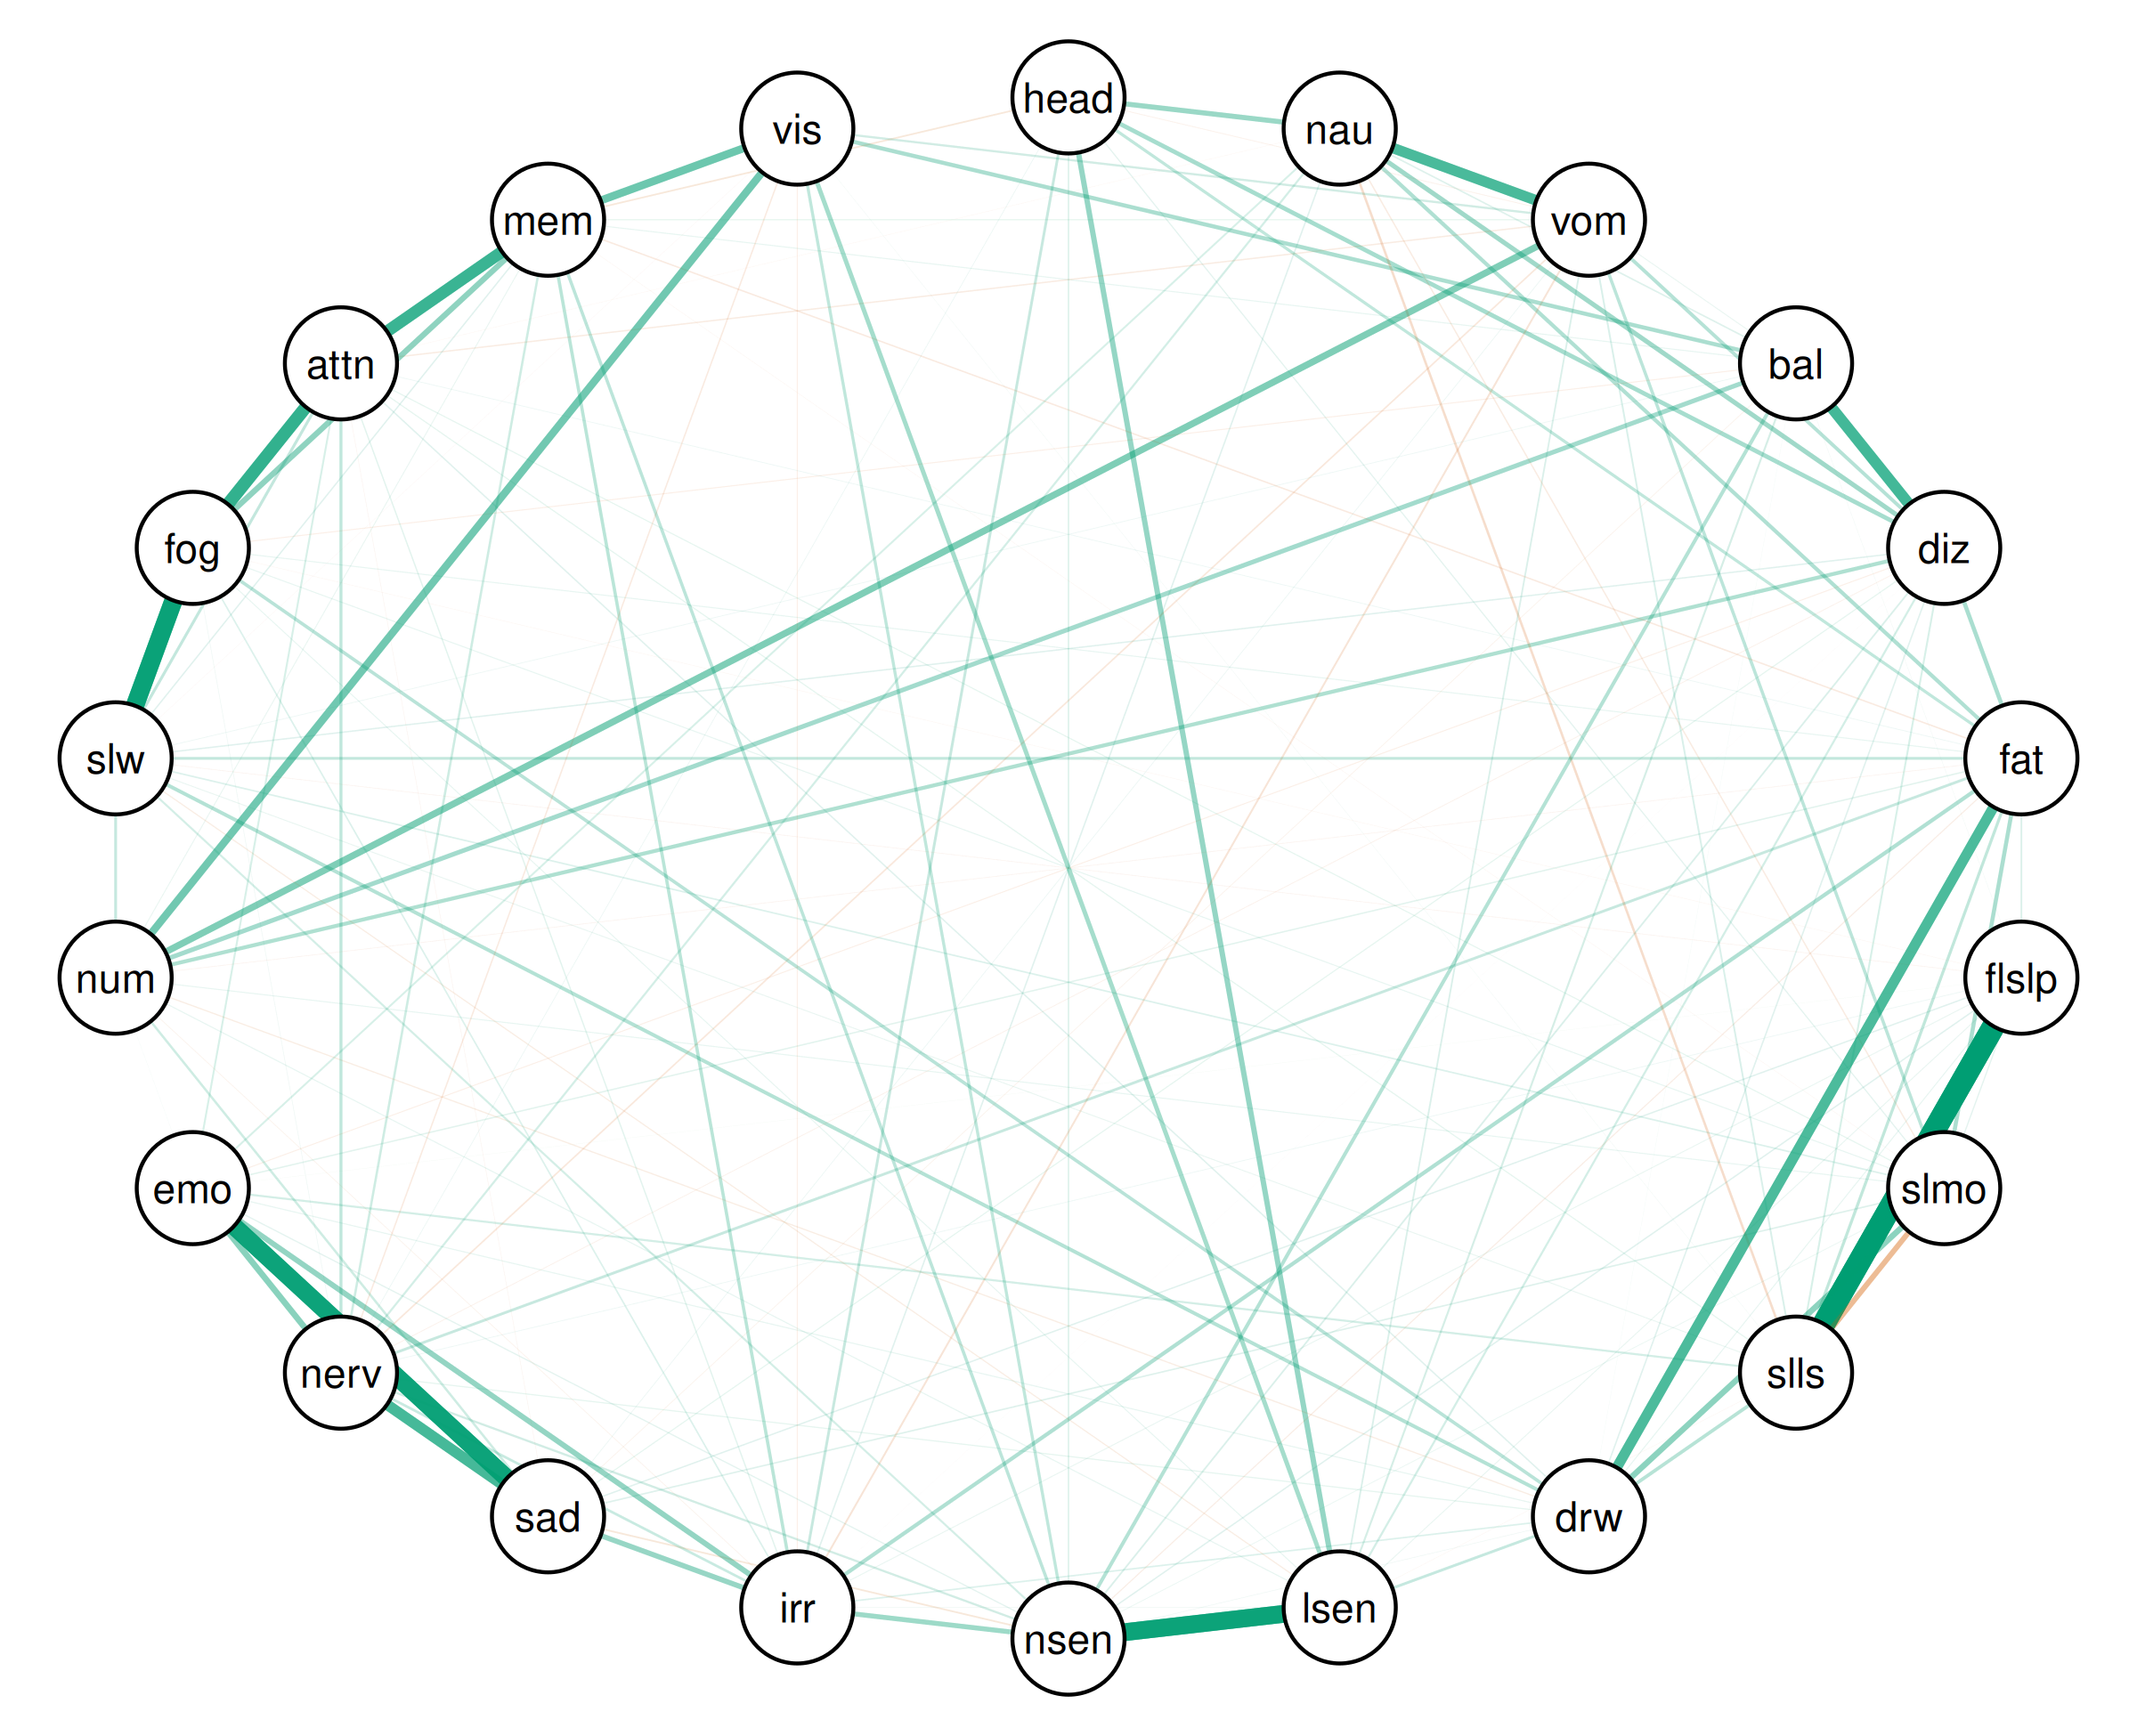 head
nau
vis
vom
mem
bal
attn
diz
fog
fat
slw
flslp
num
slmo
emo
slls
nerv
drw
sad
lsen
irr
nsen